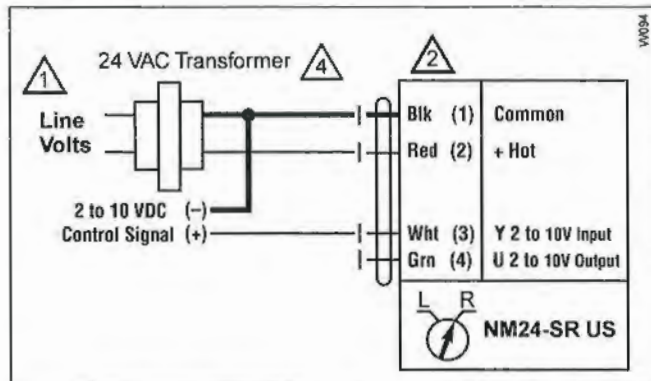 W094
24 VAC Transformer
1
4
2
Line
Volts
Blk (1) Common
Red (2) + Hot
2 to 10 VDC (–)
Control Signal (+)
Wht (3) Y 2 to 10V Input
Grn (4) U 2 to 10V Output
L R
NM24-SR US